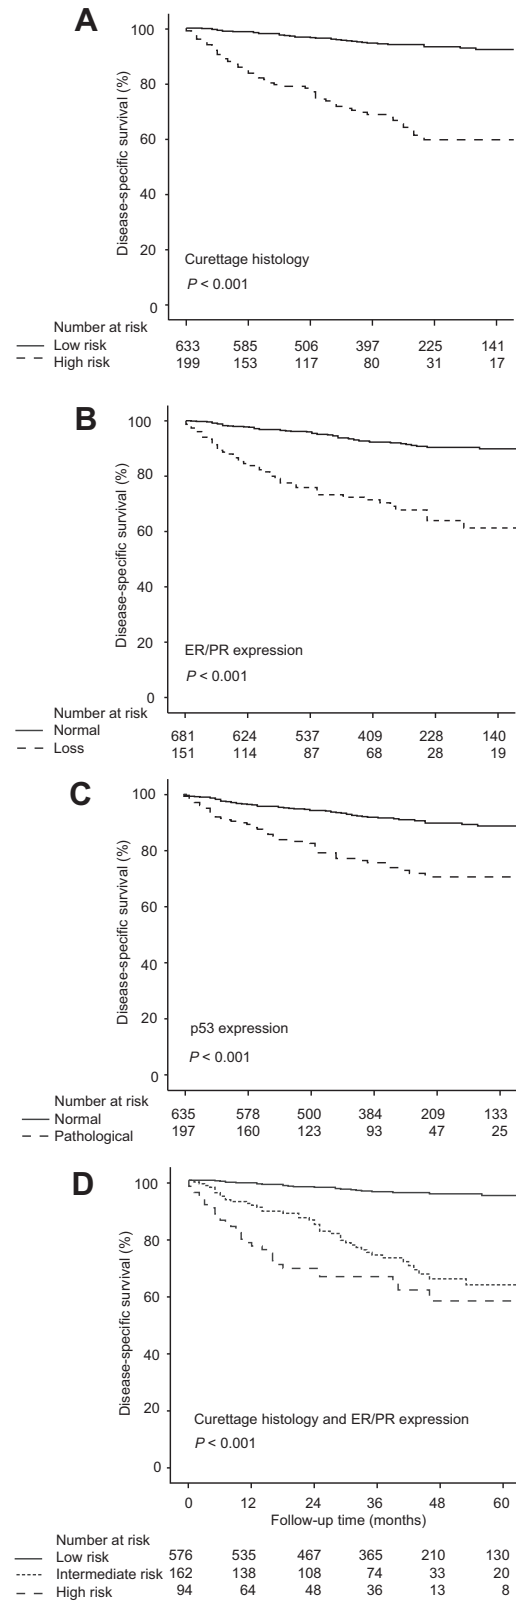 A
100
80
60
40
20
0
Disease-specific survival (%)
Curettage histology
P < 0.001
Number at risk
Low risk 633 585 506 397 225 141
High risk 199 153 117 80 31 17
B
100
80
60
40
20
0
Disease-specific survival (%)
ER/PR expression
P < 0.001
Number at risk
Normal 681 624 537 409 228 140
Loss 151 114 87 68 28 19
C
100
80
60
40
20
0
Disease-specific survival (%)
p53 expression
P < 0.001
Number at risk
Normal 635 578 500 384 209 133
Pathological 197 160 123 93 47 25
D
100
80
60
40
20
0
Disease-specific survival (%)
Curettage histology and ER/PR expression
P < 0.001
0 12 24 36 48 60
Follow-up time (months)
Number at risk
Low risk 576 535 467 365 210 130
Intermediate risk 162 138 108 74 33 20
High risk 94 64 48 36 13 8